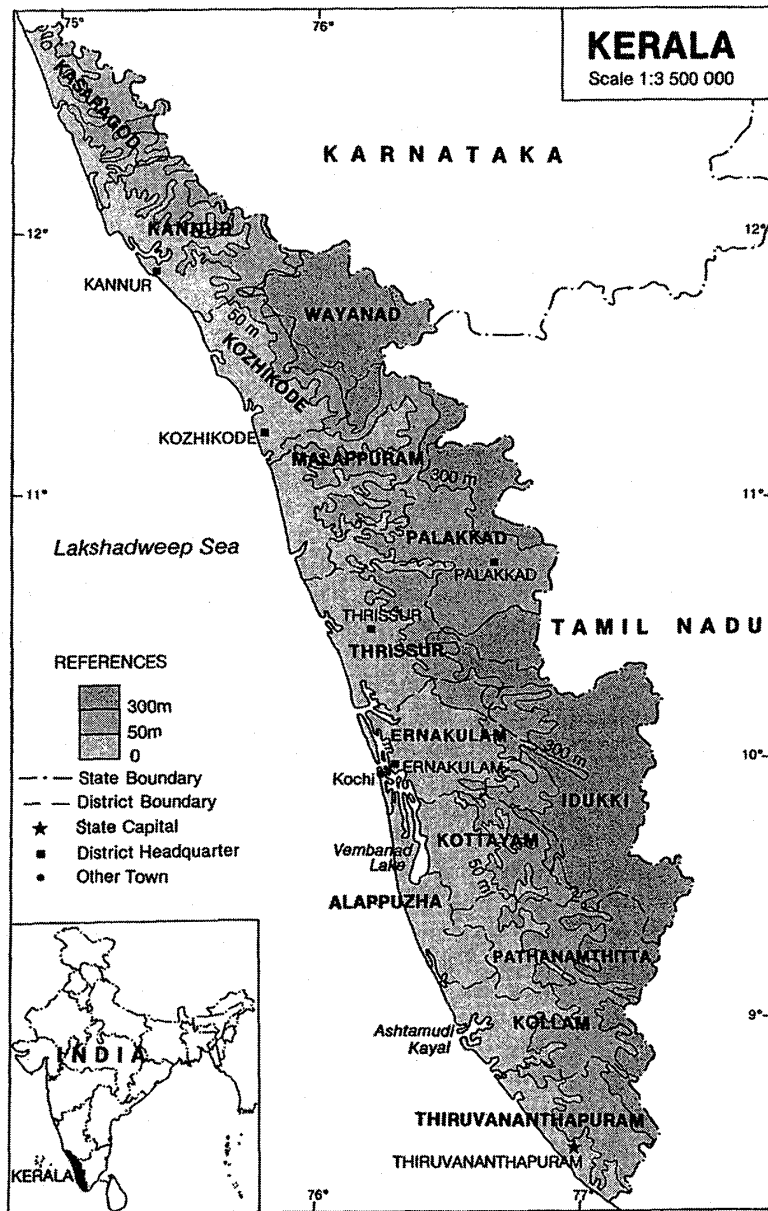 75°
76°
KERALA
Scale 1:3 500 000
KASARAGOD
KARNATAKA
12°
12°
KANNUR
KANNUR
WAYANAD
50 m
KOZHIKODE
KOZHIKODE
MALAPPURAM
300 m
11°
11°
PALAKKAD
Lakshadweep Sea
PALAKKAD
THRISSUR
TAMIL NADU
THRISSUR
REFERENCES
300m
50m
0
ERNAKULAM
300 m
ERNAKULAM
10°
Kochi
State Boundary
District Boundary
IDUKKI
State Capital
KOTTAYAM
Vembanad
Lake
District Headquarter
50 m
Other Town
ALAPPUZHA
PATHANAMTHITTA
9°
Ashtamudi
Kayal
KOLLAM
INDIA
THIRUVANANTHAPURAM
THIRUVANANTHAPURAM
KERALA
76°
77°